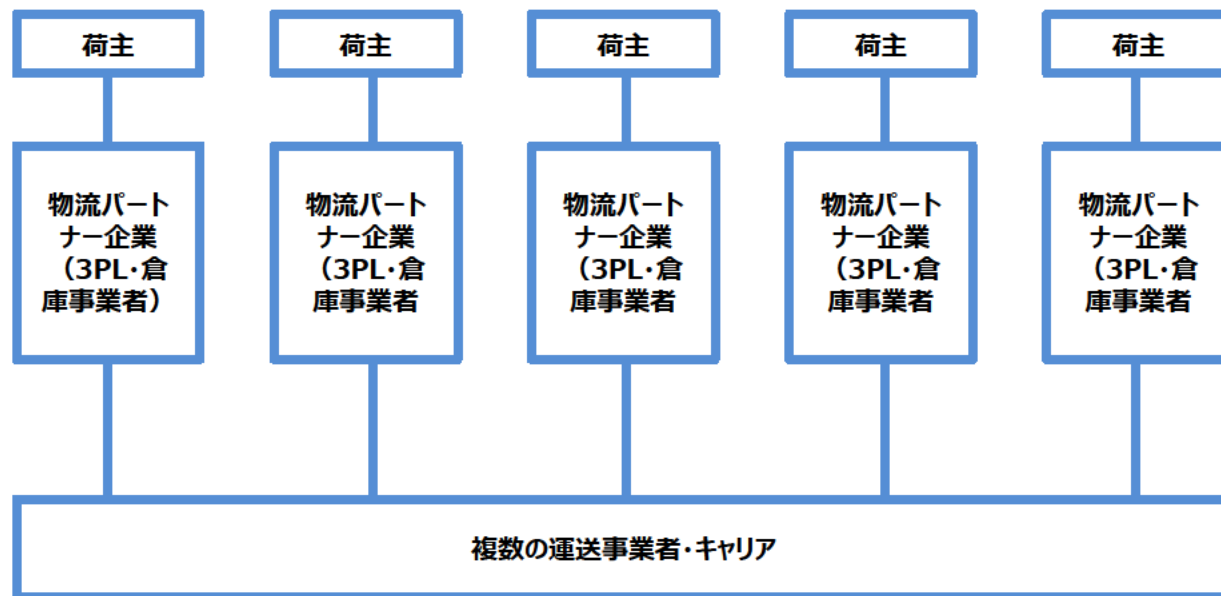 荷主
荷主
荷主
荷主
荷主
物流パート
ナー企業
（3PL・倉
庫事業者）
物流パート
ナー企業
（3PL・倉
庫事業者
物流パート
ナー企業
（3PL・倉
庫事業者
物流パート
ナー企業
（3PL・倉
庫事業者
物流パート
ナー企業
（3PL・倉
庫事業者
複数の運送事業者・キャリア